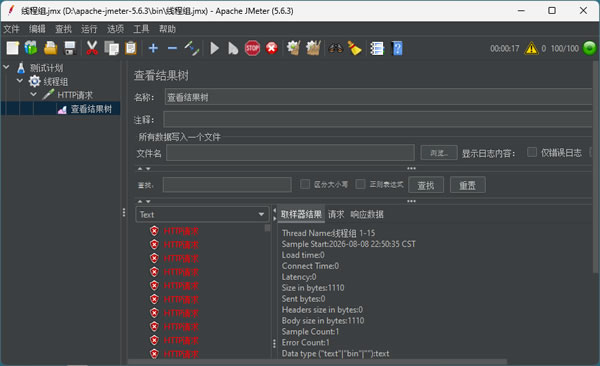 线程组.jmx (D:\apache-jmeter-5.6.3\bin\线程组.jmx) - Apache JMeter (5.6.3)
文件 编辑 查找 运行 选项 工具 帮助
STOP 00:00:17 0 100/100
测试计划
线程组
HTTP请求
查看结果树
查看结果树
名称： 查看结果树
注释：
所有数据写入一个文件
文件名 浏览... 显示日志内容： 仅错误日志
查找： 区分大小写 正则表达式 查找 重置
Text
HTTP请求
HTTP请求
HTTP请求
HTTP请求
HTTP请求
HTTP请求
HTTP请求
HTTP请求
HTTP请求
HTTP请求
取样器结果 请求 响应数据
Thread Name:线程组 1-15
Sample Start:2026-08-08 22:50:35 CST
Load time:0
Connect Time:0
Latency:0
Size in bytes:1110
Sent bytes:0
Headers size in bytes:0
Body size in bytes:1110
Sample Count:1
Error Count:1
Data type ("text"|"bin"|""):text